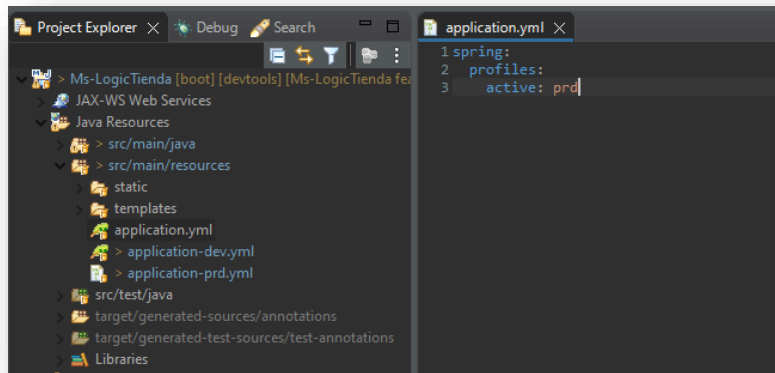 Project Explorer Debug Search
> Ms-LogicTienda [boot] [devtools] [Ms-LogicTienda fea
JAX-WS Web Services
Java Resources
> src/main/java
> src/main/resources
static
templates
application.yml
> application-dev.yml
> application-prd.yml
src/test/java
target/generated-sources/annotations
target/generated-test-sources/test-annotations
Libraries
application.yml
1 spring:
2 profiles:
3 active: prd